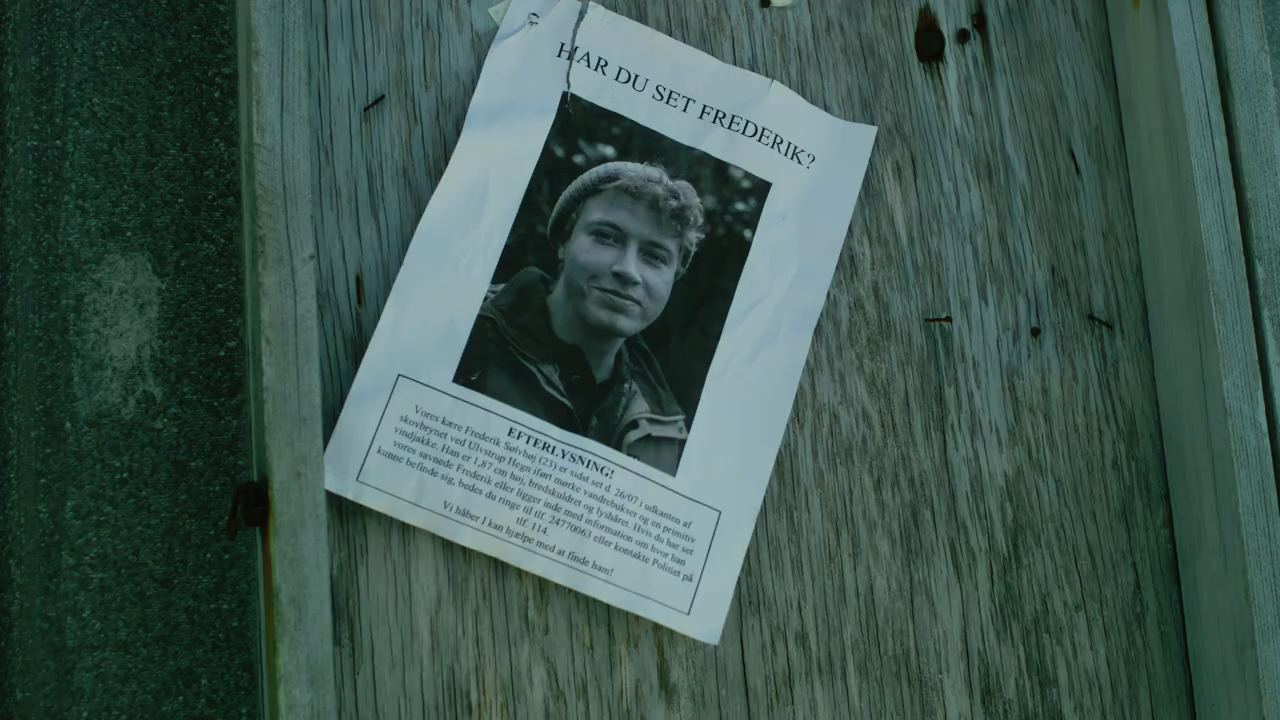 HAR DU SET FREDERIK?
EFTERLYSNING!
Vores kære Frederik Sølvhøj (23) er sidst set d. 26/07 i udkanten af
skovbrynet ved Ulvstrup Hegn iført mørke vandrebukser og en primitiv
vindjakke. Han er 1,87 cm høj, bredskuldret og lyshåret. Hvis du har set
vores savnede Frederik eller ligger inde med information om hvor han
kunne befinde sig, bedes du ringe til tlf. 24770063 eller kontakte Politiet på
tlf. 114.
Vi håber I kan hjælpe med at finde ham!